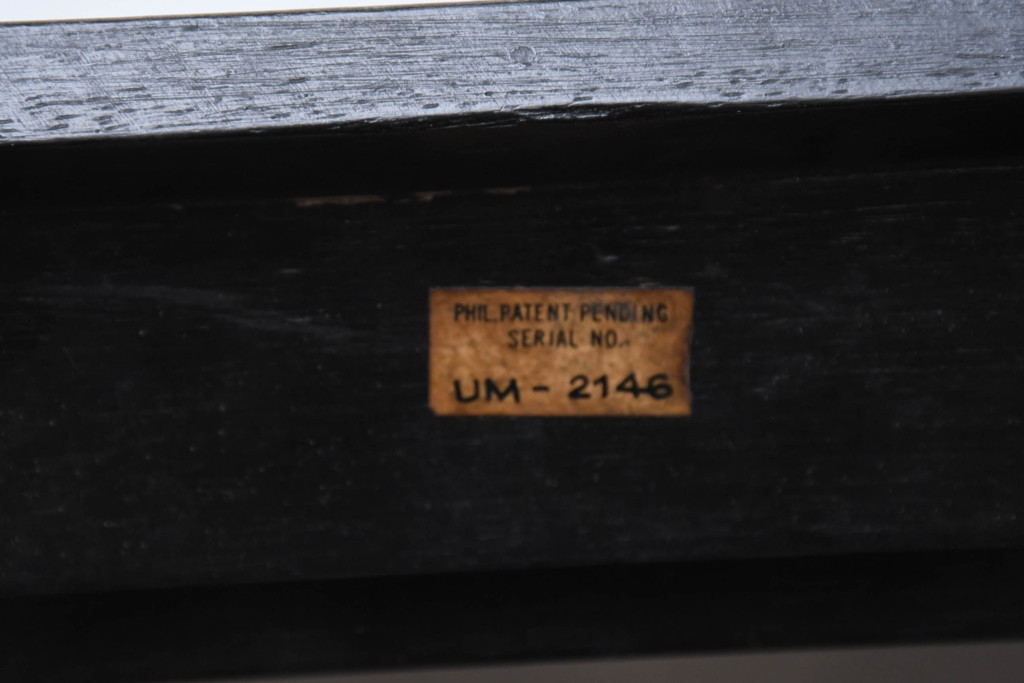 PHIL. PATENT PENDING
SERIAL NO.
UM - 2146